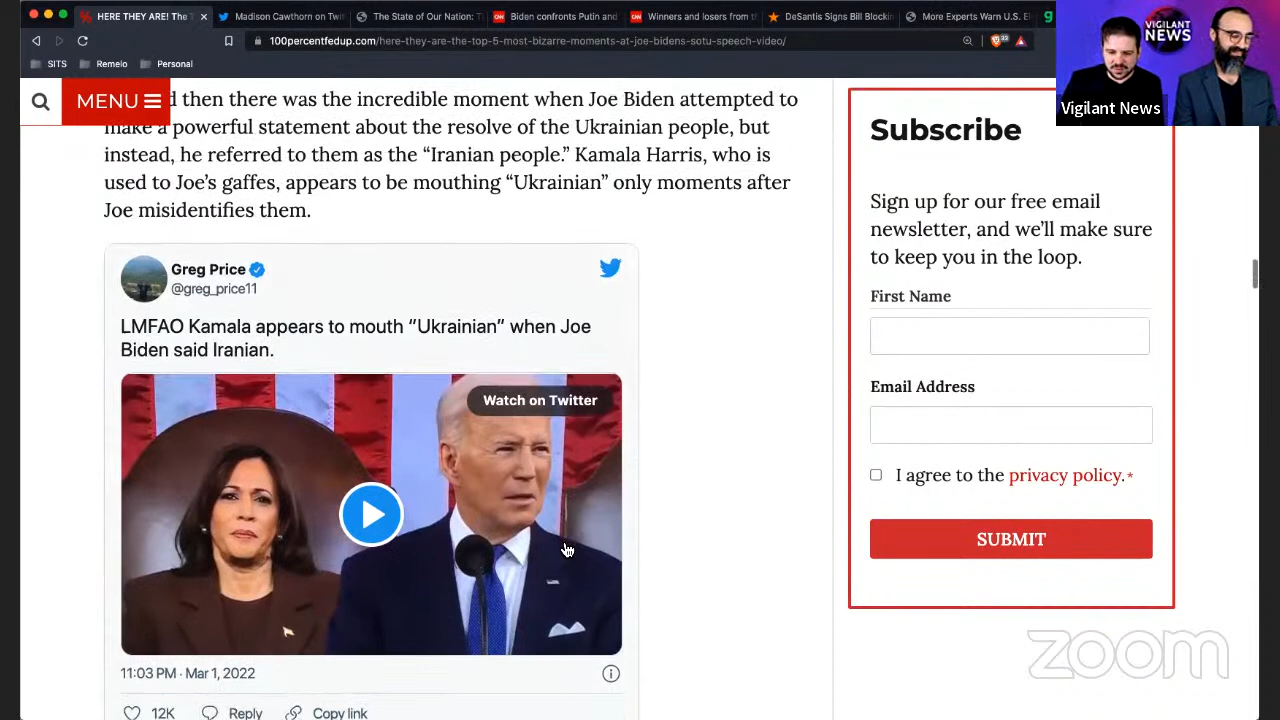 HERE THEY ARE! The
Madison Cawthorn on Twi
The State of Our Nation:
Biden confronts Putin and
Winners and losers from t
DeSantis Signs Bill Blockin
More Experts Warn U.S. El
100percentfedup.com/here-they-are-the-top-5-most-bizarre-moments-at-joe-bidens-sotu-speech-video/
SITS
Remeio
Personal
VIGILANT
NEWS
Vigilant News
MENU
d then there was the incredible moment when Joe Biden attempted to
make a powerful statement about the resolve of the Ukrainian people, but
instead, he referred to them as the “Iranian people.” Kamala Harris, who is
used to Joe’s gaffes, appears to be mouthing “Ukrainian” only moments after
Joe misidentifies them.
Greg Price
@greg_price11
LMFAO Kamala appears to mouth “Ukrainian” when Joe
Biden said Iranian.
Watch on Twitter
11:03 PM · Mar 1, 2022
12K
Reply
Copy link
Subscribe
Sign up for our free email
newsletter, and we’ll make sure
to keep you in the loop.
First Name
Email Address
I agree to the privacy policy.*
SUBMIT
zoom